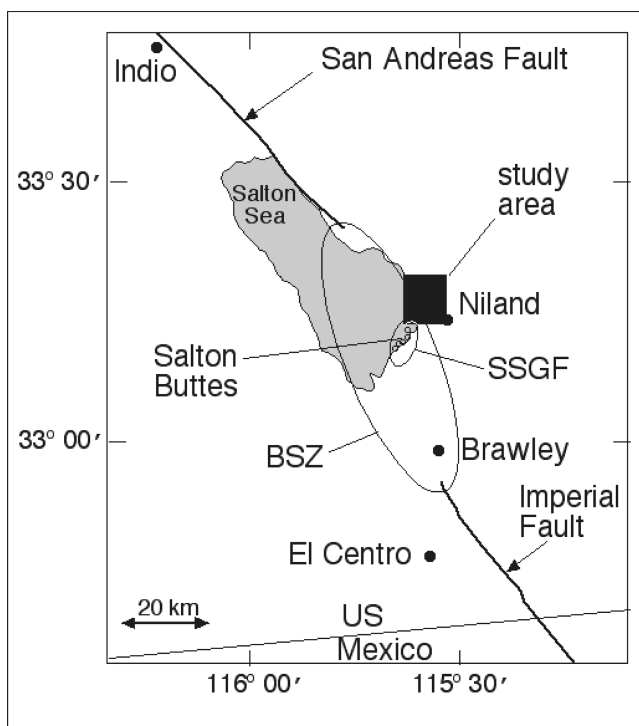 San Andreas Fault
Indio
33° 30′
Salton
Sea
study
area
Niland
Salton
Buttes
SSGF
33° 00′
BSZ
Brawley
Imperial
Fault
El Centro
20 km
US
Mexico
116° 00′
115° 30′